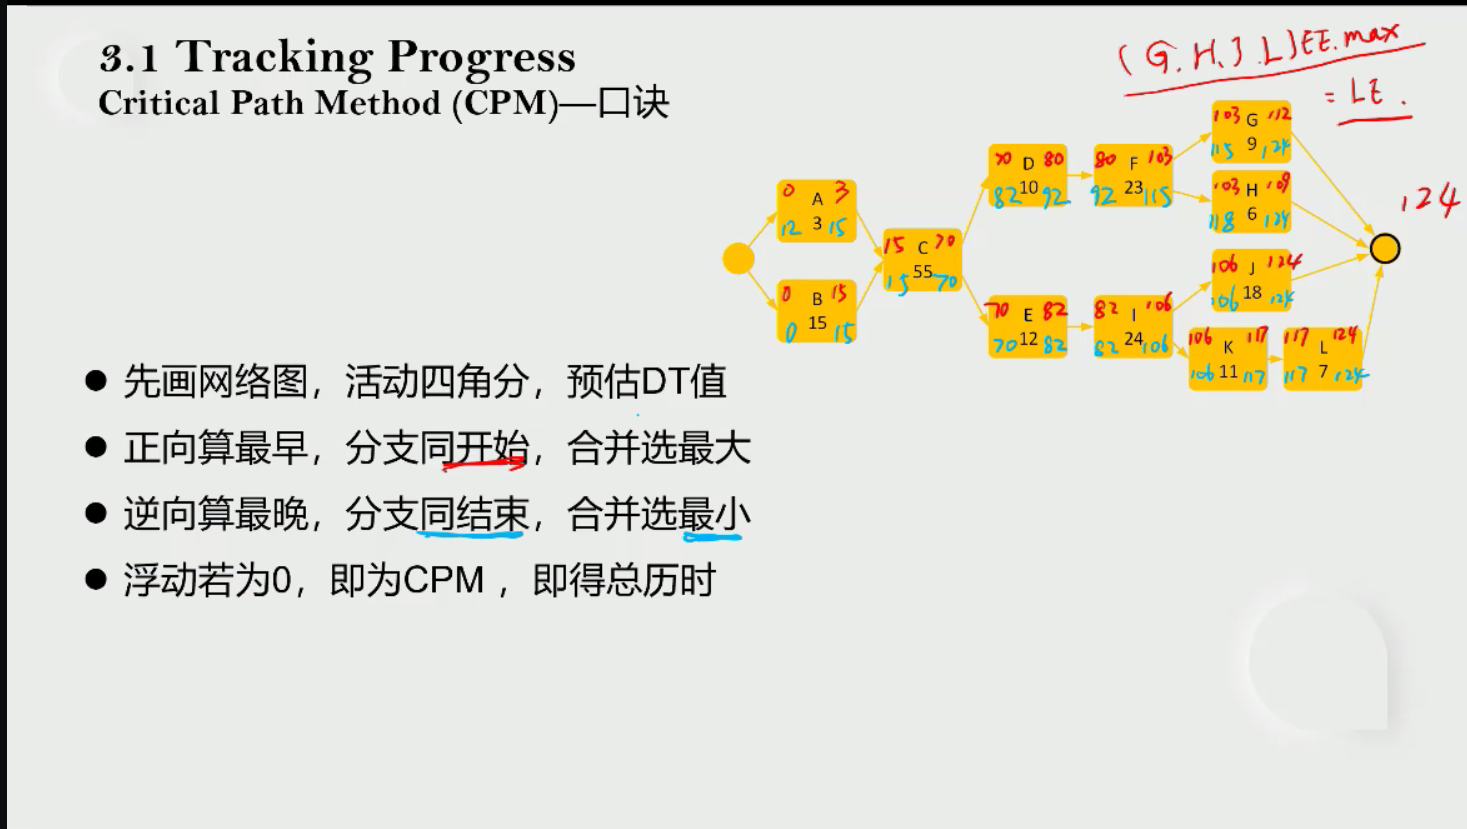 3.1 Tracking Progress
Critical Path Method (CPM)—口诀
(G.H.J.L)EE.max
= LE.
103 G 112
115 9 124
70 D 80
82 10 92
80 F 103
92 23 115
103 H 109
118 6 124
124
0 A 3
12 3 15
15 C 70
15 55 70
106 J 124
106 18 124
0 B 15
0 15 15
70 E 82
70 12 82
82 I 106
82 24 106
106 K 117
106 11 117
117 L 124
117 7 124
● 先画网络图，活动四角分，预估DT值
● 正向算最早，分支同开始，合并选最大
● 逆向算最晚，分支同结束，合并选最小
● 浮动若为0，即为CPM ，即得总历时